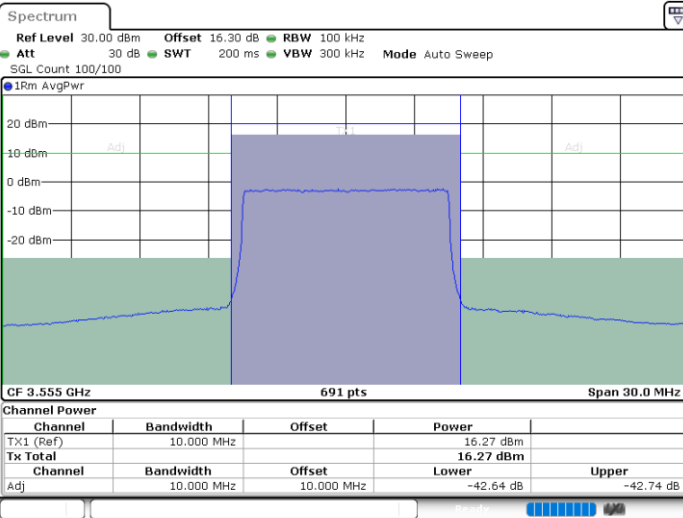 Spectrum
Ref Level 30.00 dBm Offset 16.30 dB RBW 100 kHz
Att 30 dB SWT 200 ms VBW 300 kHz Mode Auto Sweep
SGL Count 100/100
1Rm AvgPwr
20 dBm
TX1
Adj Adj
10 dBm
0 dBm
-10 dBm
-20 dBm
CF 3.555 GHz 691 pts Span 30.0 MHz
Channel Power
Channel Bandwidth Offset Power
TX1 (Ref) 10.000 MHz 16.27 dBm
Tx Total 16.27 dBm
Channel Bandwidth Offset Lower Upper
Adj 10.000 MHz 10.000 MHz -42.64 dB -42.74 dB
Ready